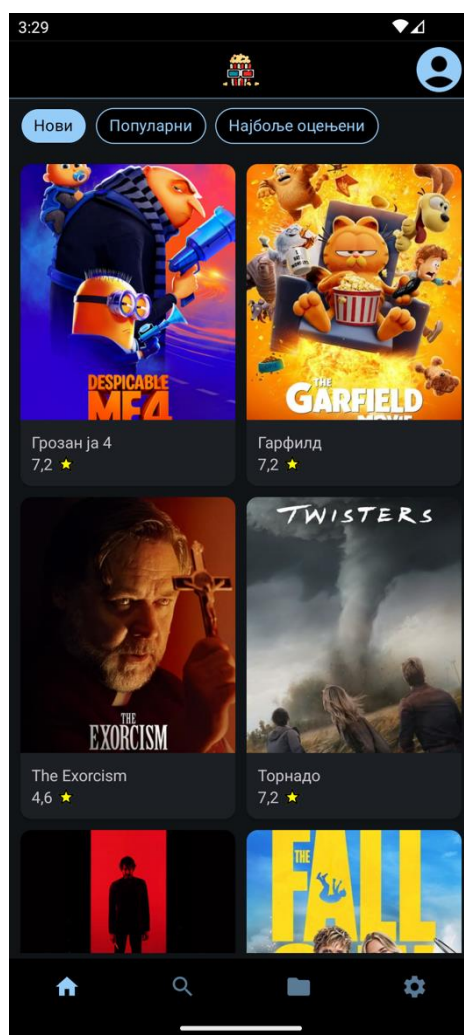 3:29
Нови Популарни Најбоље оцењени
DESPICABLE
ME 4
THE
GARFIELD
MOVIE
Грозан ја 4
7,2
Гарфилд
7,2
THE
EXORCISM
TWISTERS
The Exorcism
4,6
Торнадо
7,2
THE
FALL